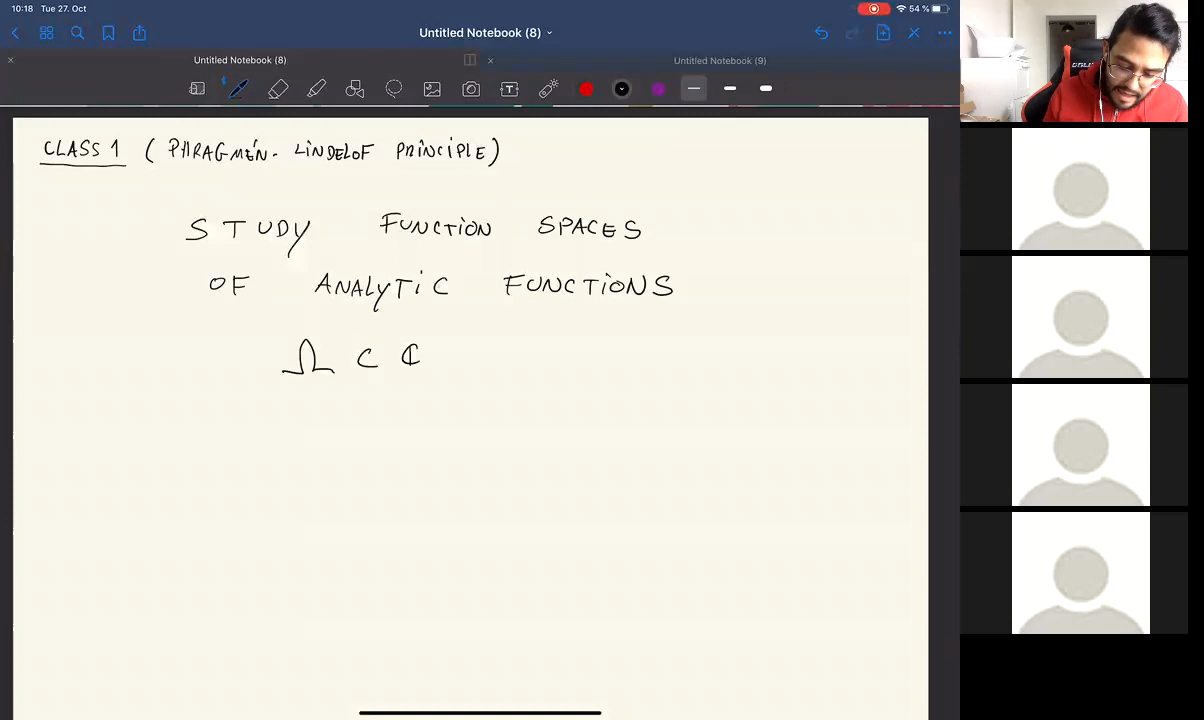 10:18 Tue 27. Oct 54 %
Untitled Notebook (8)
Untitled Notebook (8) Untitled Notebook (9)
CLASS 1 ( PHRAGMÉN - LINDELOF PRINCIPLE )
STUDY FUNCTION SPACES
OF ANALYTIC FUNCTIONS
Ω ⊂ ℂ